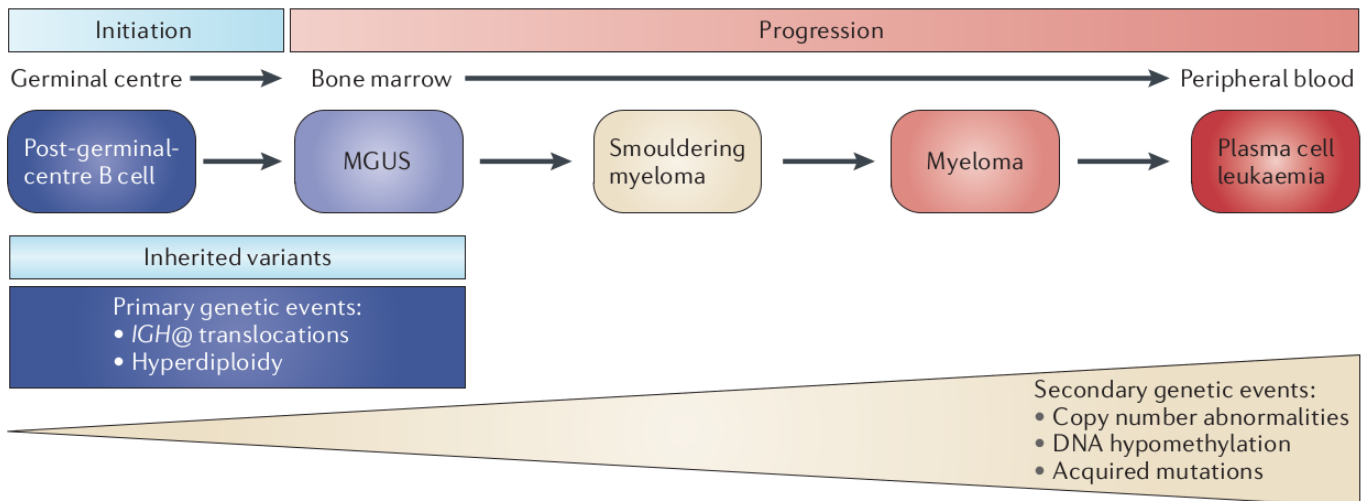 Initiation
Progression
Germinal centre
Bone marrow
Peripheral blood
Post-germinal-
centre B cell
MGUS
Smouldering
myeloma
Myeloma
Plasma cell
leukaemia
Inherited variants
Primary genetic events:
• IGH@ translocations
• Hyperdiploidy
Secondary genetic events:
• Copy number abnormalities
• DNA hypomethylation
• Acquired mutations